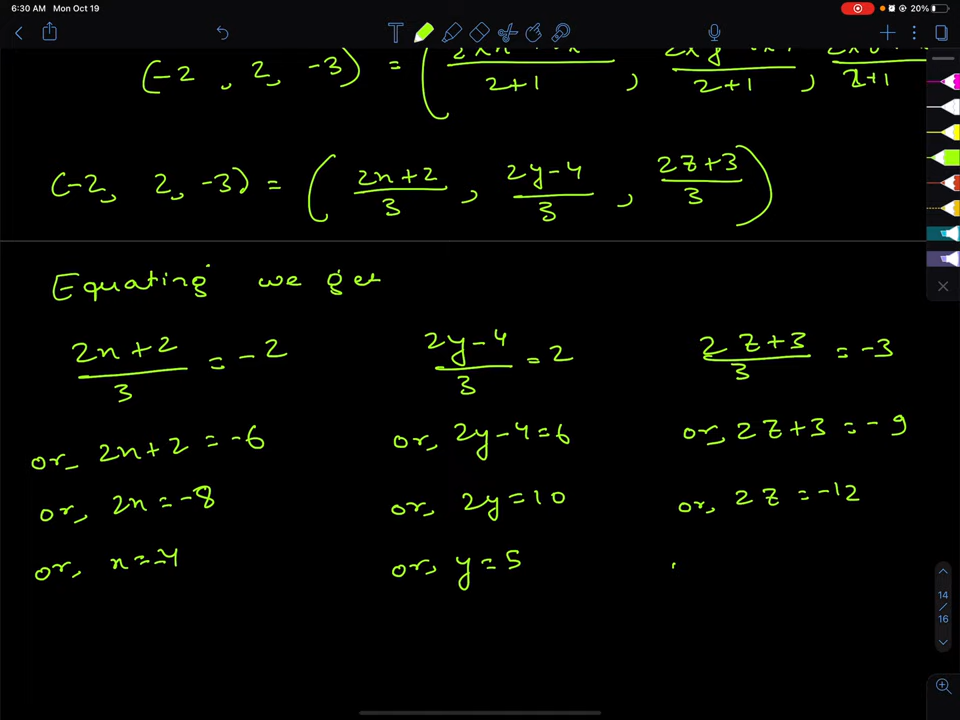 6:30 AM Mon Oct 19 20%
(-2 , 2, -3) = ( /2+1 , /2+1 , /2+1
(-2, 2, -3) = ( 2x+2/3 , 2y-4/3 , 2z+3/3 )
Equating we get
2x+2/3 = -2 2y-4/3 = 2 2z+3/3 = -3
or, 2x+2 = -6 or, 2y-4=6 or, 2z+3 = -9
or, 2x = -8 or, 2y = 10 or, 2z = -12
or, x = -4 or, y = 5
14
/
16